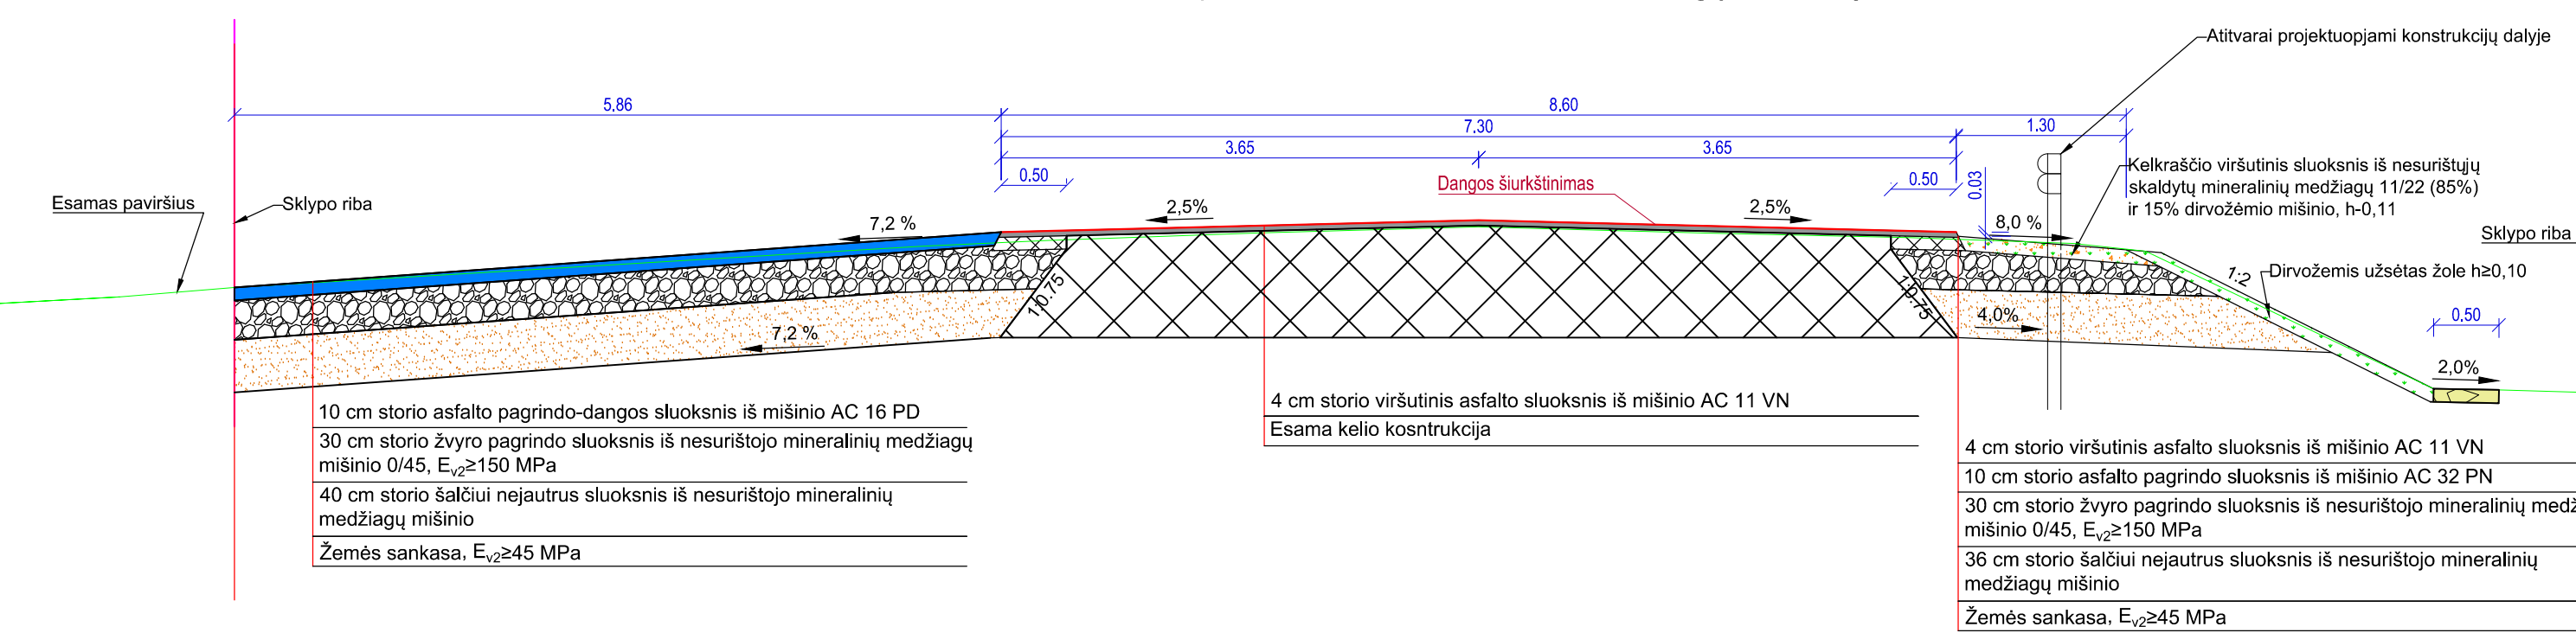 Atitvarai projektuopjami konstrukcijų dalyje
5.86
8.60
7.30
1.30
3.65
3.65
0.50
0.50
0.03
Dangos šiurkštinimas
Kelkraščio viršutinis sluoksnis iš nesurištųjų
skaldytų mineralinių medžiagų 11/22 (85%)
ir 15% dirvožėmio mišinio, h-0,11
Esamas paviršius
Sklypo riba
7,2 %
2,5%
2,5%
8,0 %
Sklypo riba
1:2
Dirvožemis užsėtas žole h≥0,10
1:0.75
1:0.75
7,2 %
4,0%
0.50
2,0%
10 cm storio asfalto pagrindo-dangos sluoksnis iš mišinio AC 16 PD
30 cm storio žvyro pagrindo sluoksnis iš nesurištojo mineralinių medžiagų
mišinio 0/45, Ev2≥150 MPa
40 cm storio šalčiui nejautrus sluoksnis iš nesurištojo mineralinių
medžiagų mišinio
Žemės sankasa, Ev2≥45 MPa
4 cm storio viršutinis asfalto sluoksnis iš mišinio AC 11 VN
Esama kelio kosntrukcija
4 cm storio viršutinis asfalto sluoksnis iš mišinio AC 11 VN
10 cm storio asfalto pagrindo sluoksnis iš mišinio AC 32 PN
30 cm storio žvyro pagrindo sluoksnis iš nesurištojo mineralinių medž
mišinio 0/45, Ev2≥150 MPa
36 cm storio šalčiui nejautrus sluoksnis iš nesurištojo mineralinių
medžiagų mišinio
Žemės sankasa, Ev2≥45 MPa